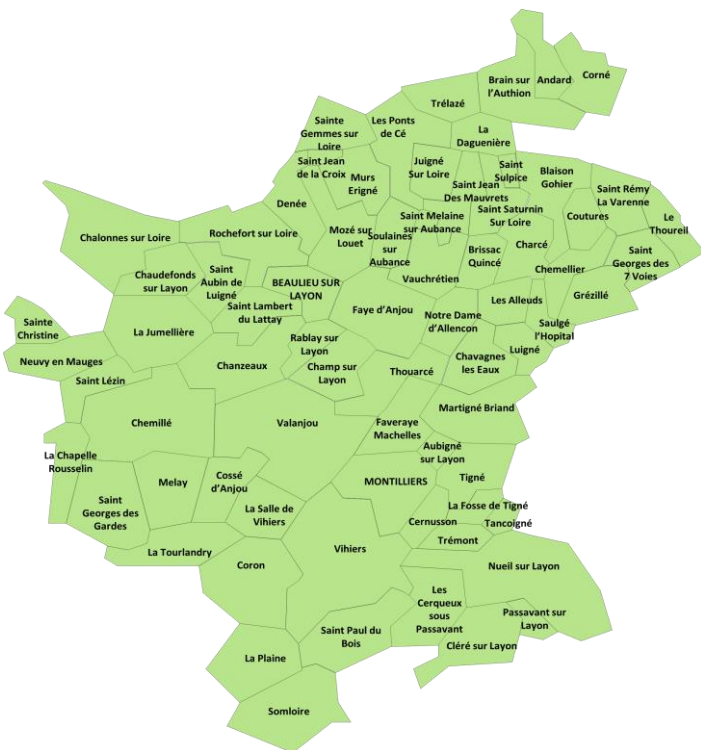 Brain sur
l'Authion
Andard
Corné
Trélazé
Sainte
Gemmes sur
Loire
Les Ponts
de Cé
La
Daguenière
Saint Jean
de la Croix
Murs
Erigné
Juigné
Sur Loire
Saint
Sulpice
Blaison
Gohier
Saint Jean
Des Mauvrets
Saint Rémy
La Varenne
Denée
Saint Melaine
sur Aubance
Saint Saturnin
Sur Loire
Coutures
Le
Thoureil
Chalonnes sur Loire
Rochefort sur Loire
Mozé sur
Louet
Soulaines
sur
Aubance
Brissac
Quincé
Charcé
Saint
Georges des
7 Voies
Chaudefonds
sur Layon
Saint
Aubin de
Luigné
BEAULIEU SUR
LAYON
Vauchrétien
Chemellier
Grézillé
Saint Lambert
du Lattay
Faye d'Anjou
Notre Dame
d'Allencon
Les Alleuds
Saulgé
l'Hopital
Sainte
Christine
La Jumellière
Neuvy en Mauges
Rablay sur
Layon
Luigné
Chanzeaux
Champ sur
Layon
Thouarcé
Chavagnes
les Eaux
Saint Lézin
Martigné Briand
Chemillé
Valanjou
Faveraye
Machelles
Aubigné
sur Layon
La Chapelle
Rousselin
Melay
Cossé
d'Anjou
MONTILLIERS
Tigné
Saint
Georges des
Gardes
La Salle de
Vihiers
La Fosse de Tigné
Cernusson
Tancoigné
Trémont
La Tourlandry
Vihiers
Coron
Nueil sur Layon
Les
Cerqueux
sous
Passavant
Passavant sur
Layon
Saint Paul du
Bois
Cléré sur Layon
La Plaine
Somloire